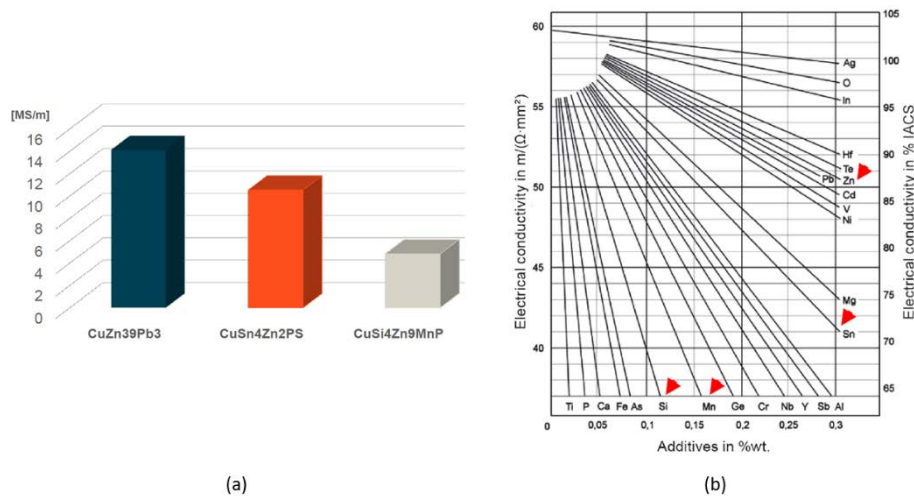 [MS/m]
16
14
12
10
8
6
4
2
0
CuZn39Pb3
CuSn4Zn2PS
CuSi4Zn9MnP
(a)
Electrical conductivity in m/(Ω·mm²)
60
55
50
45
40
Electrical conductivity in % IACS
105
100
95
90
85
80
75
70
65
Ag
O
In
Hf
Te
Pb
Zn
Cd
V
Ni
Mg
Sn
Ti P Ca Fe As Si Mn Ge Cr Nb Y Sb Al
0 0,05 0,1 0,15 0,2 0,25 0,3
Additives in %wt.
(b)